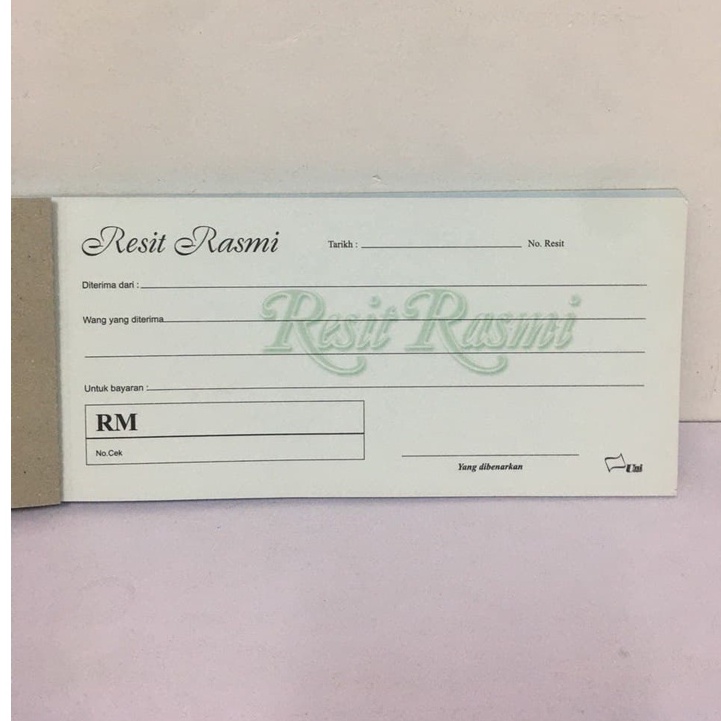 Resit Rasmi
Tarikh : No. Resit
Diterima dari :
Wang yang diterima
Resit Rasmi
Untuk bayaran :
RM
No.Cek
Yang dibenarkan
Uni